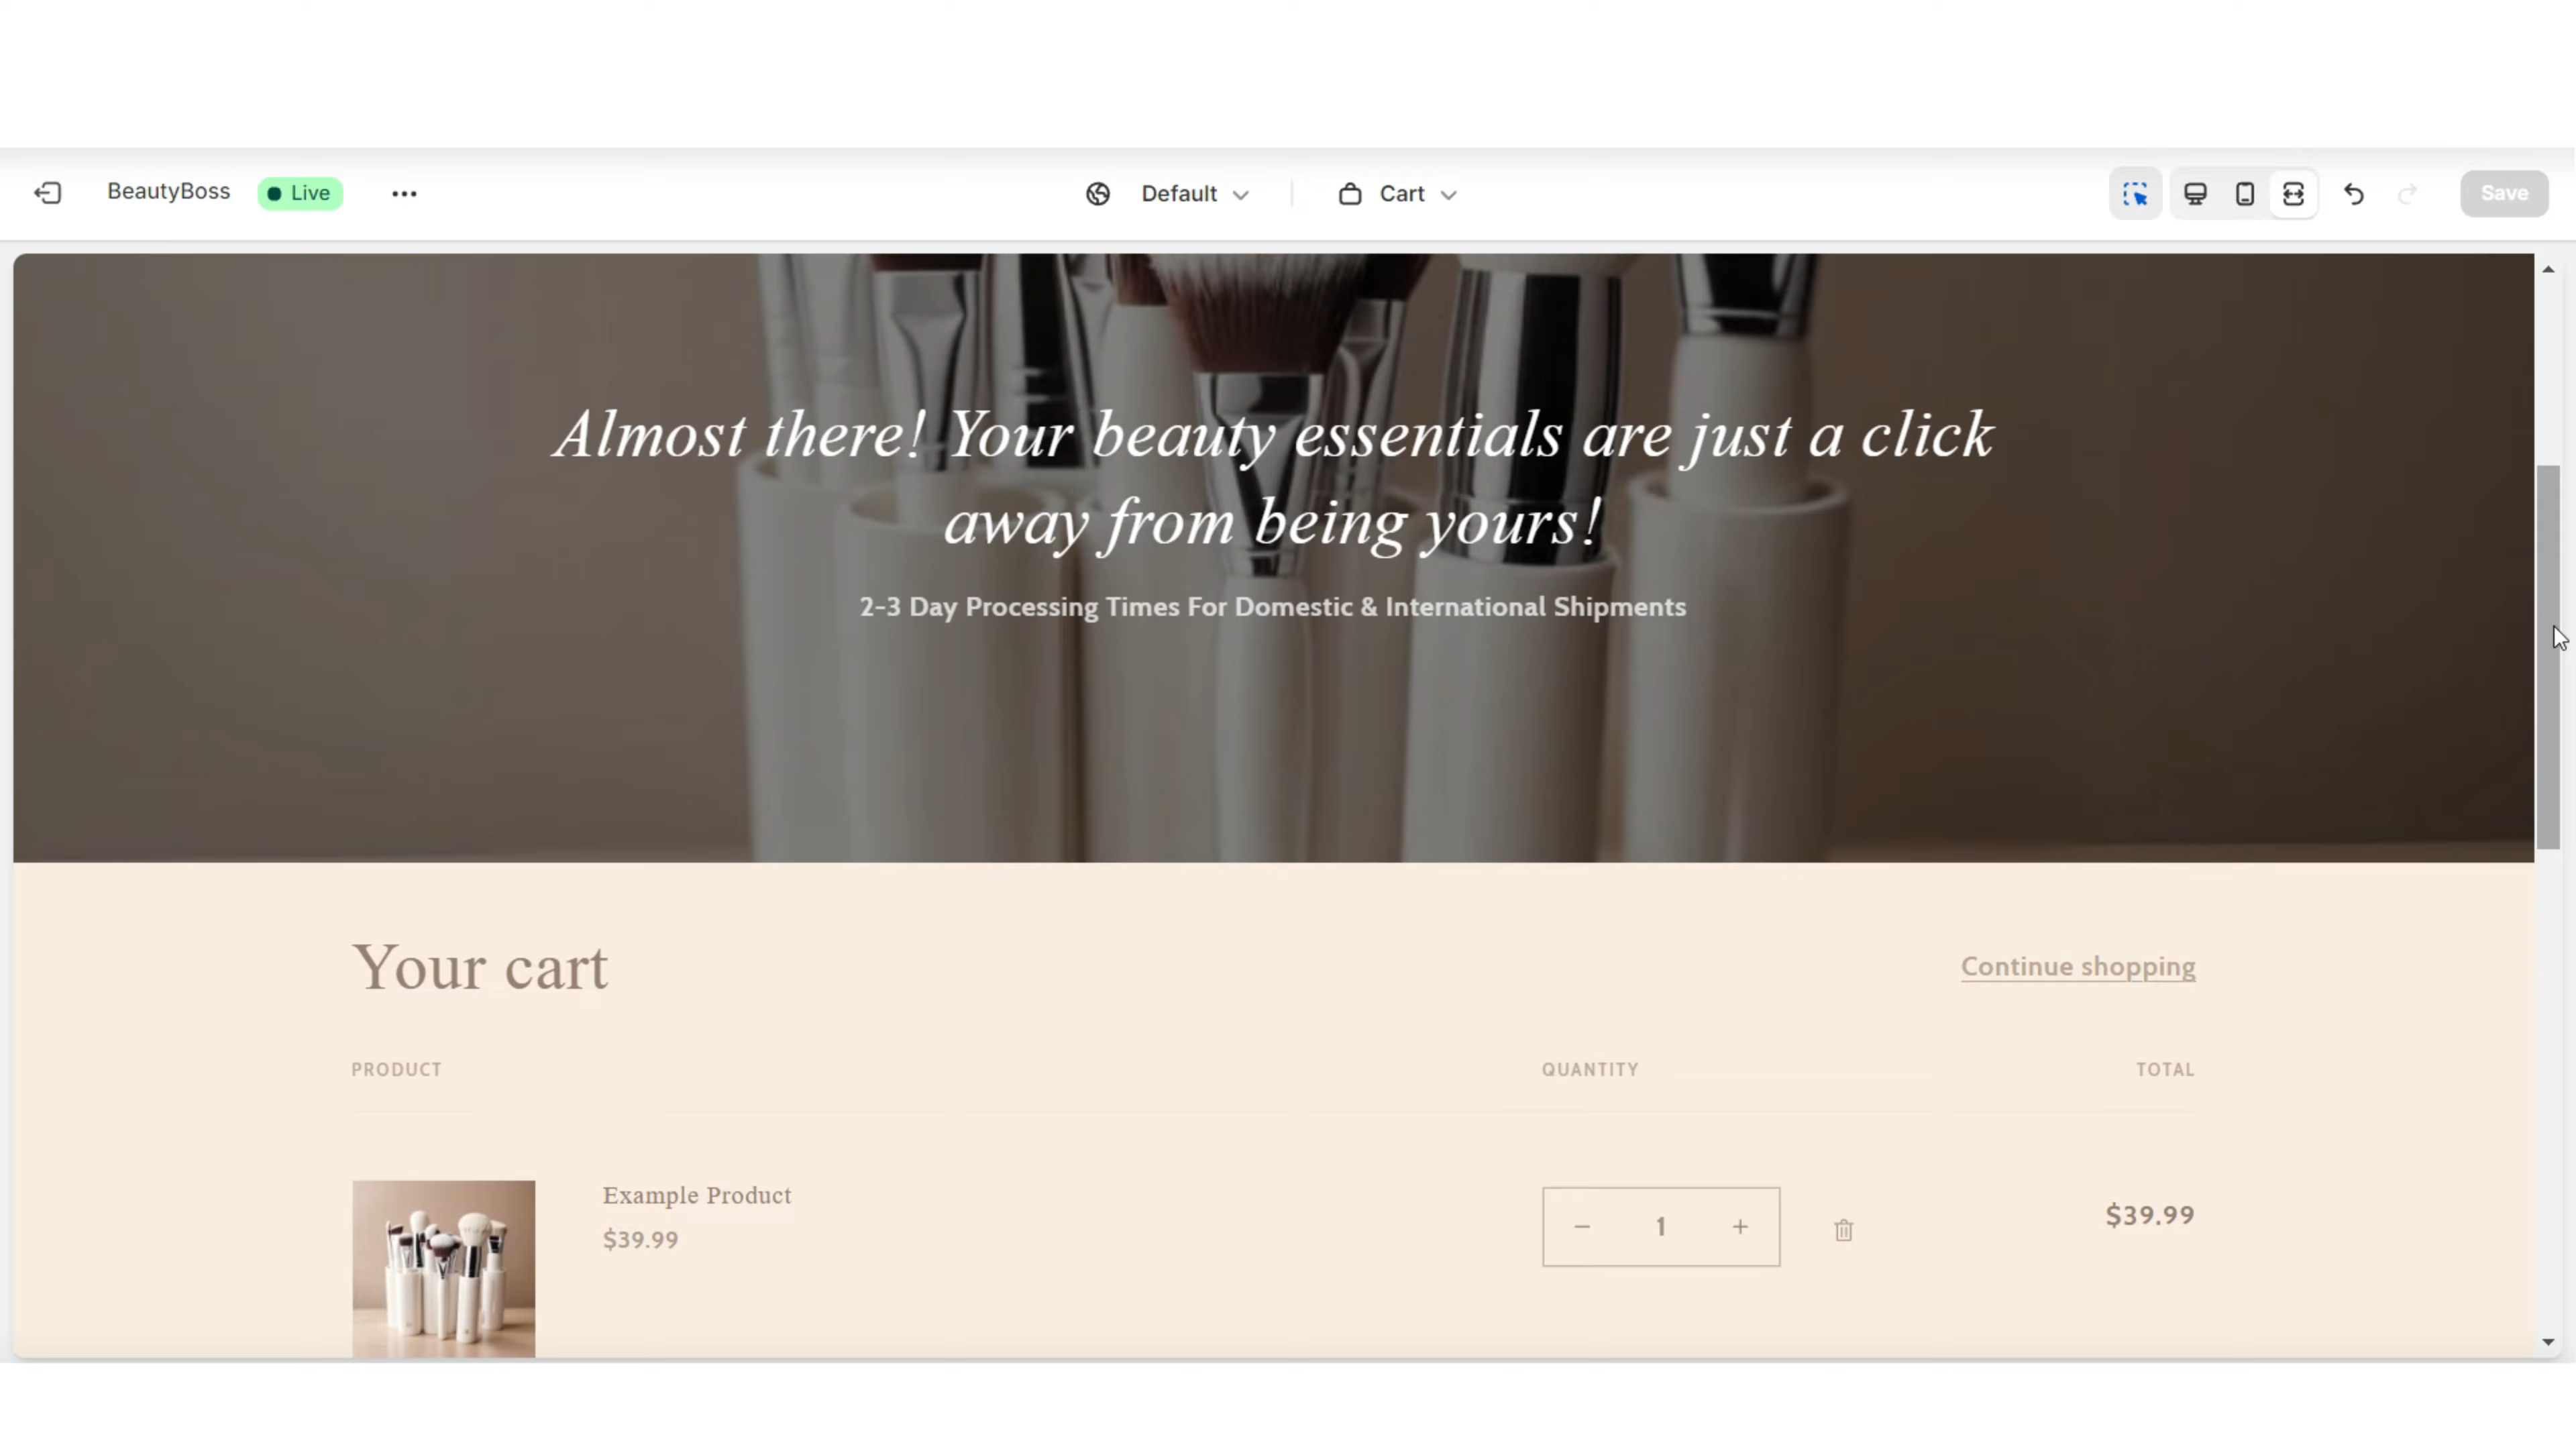 BeautyBoss Live Default Cart Save
Almost there! Your beauty essentials are just a click
away from being yours!
2-3 Day Processing Times For Domestic & International Shipments
Your cart Continue shopping
PRODUCT QUANTITY TOTAL
Example Product
$39.99
− 1 + $39.99